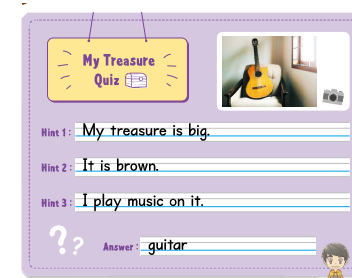 My Treasure
Quiz
Hint 1 : My treasure is big.
Hint 2 : It is brown.
Hint 3 : I play music on it.
? ?
Answer : guitar